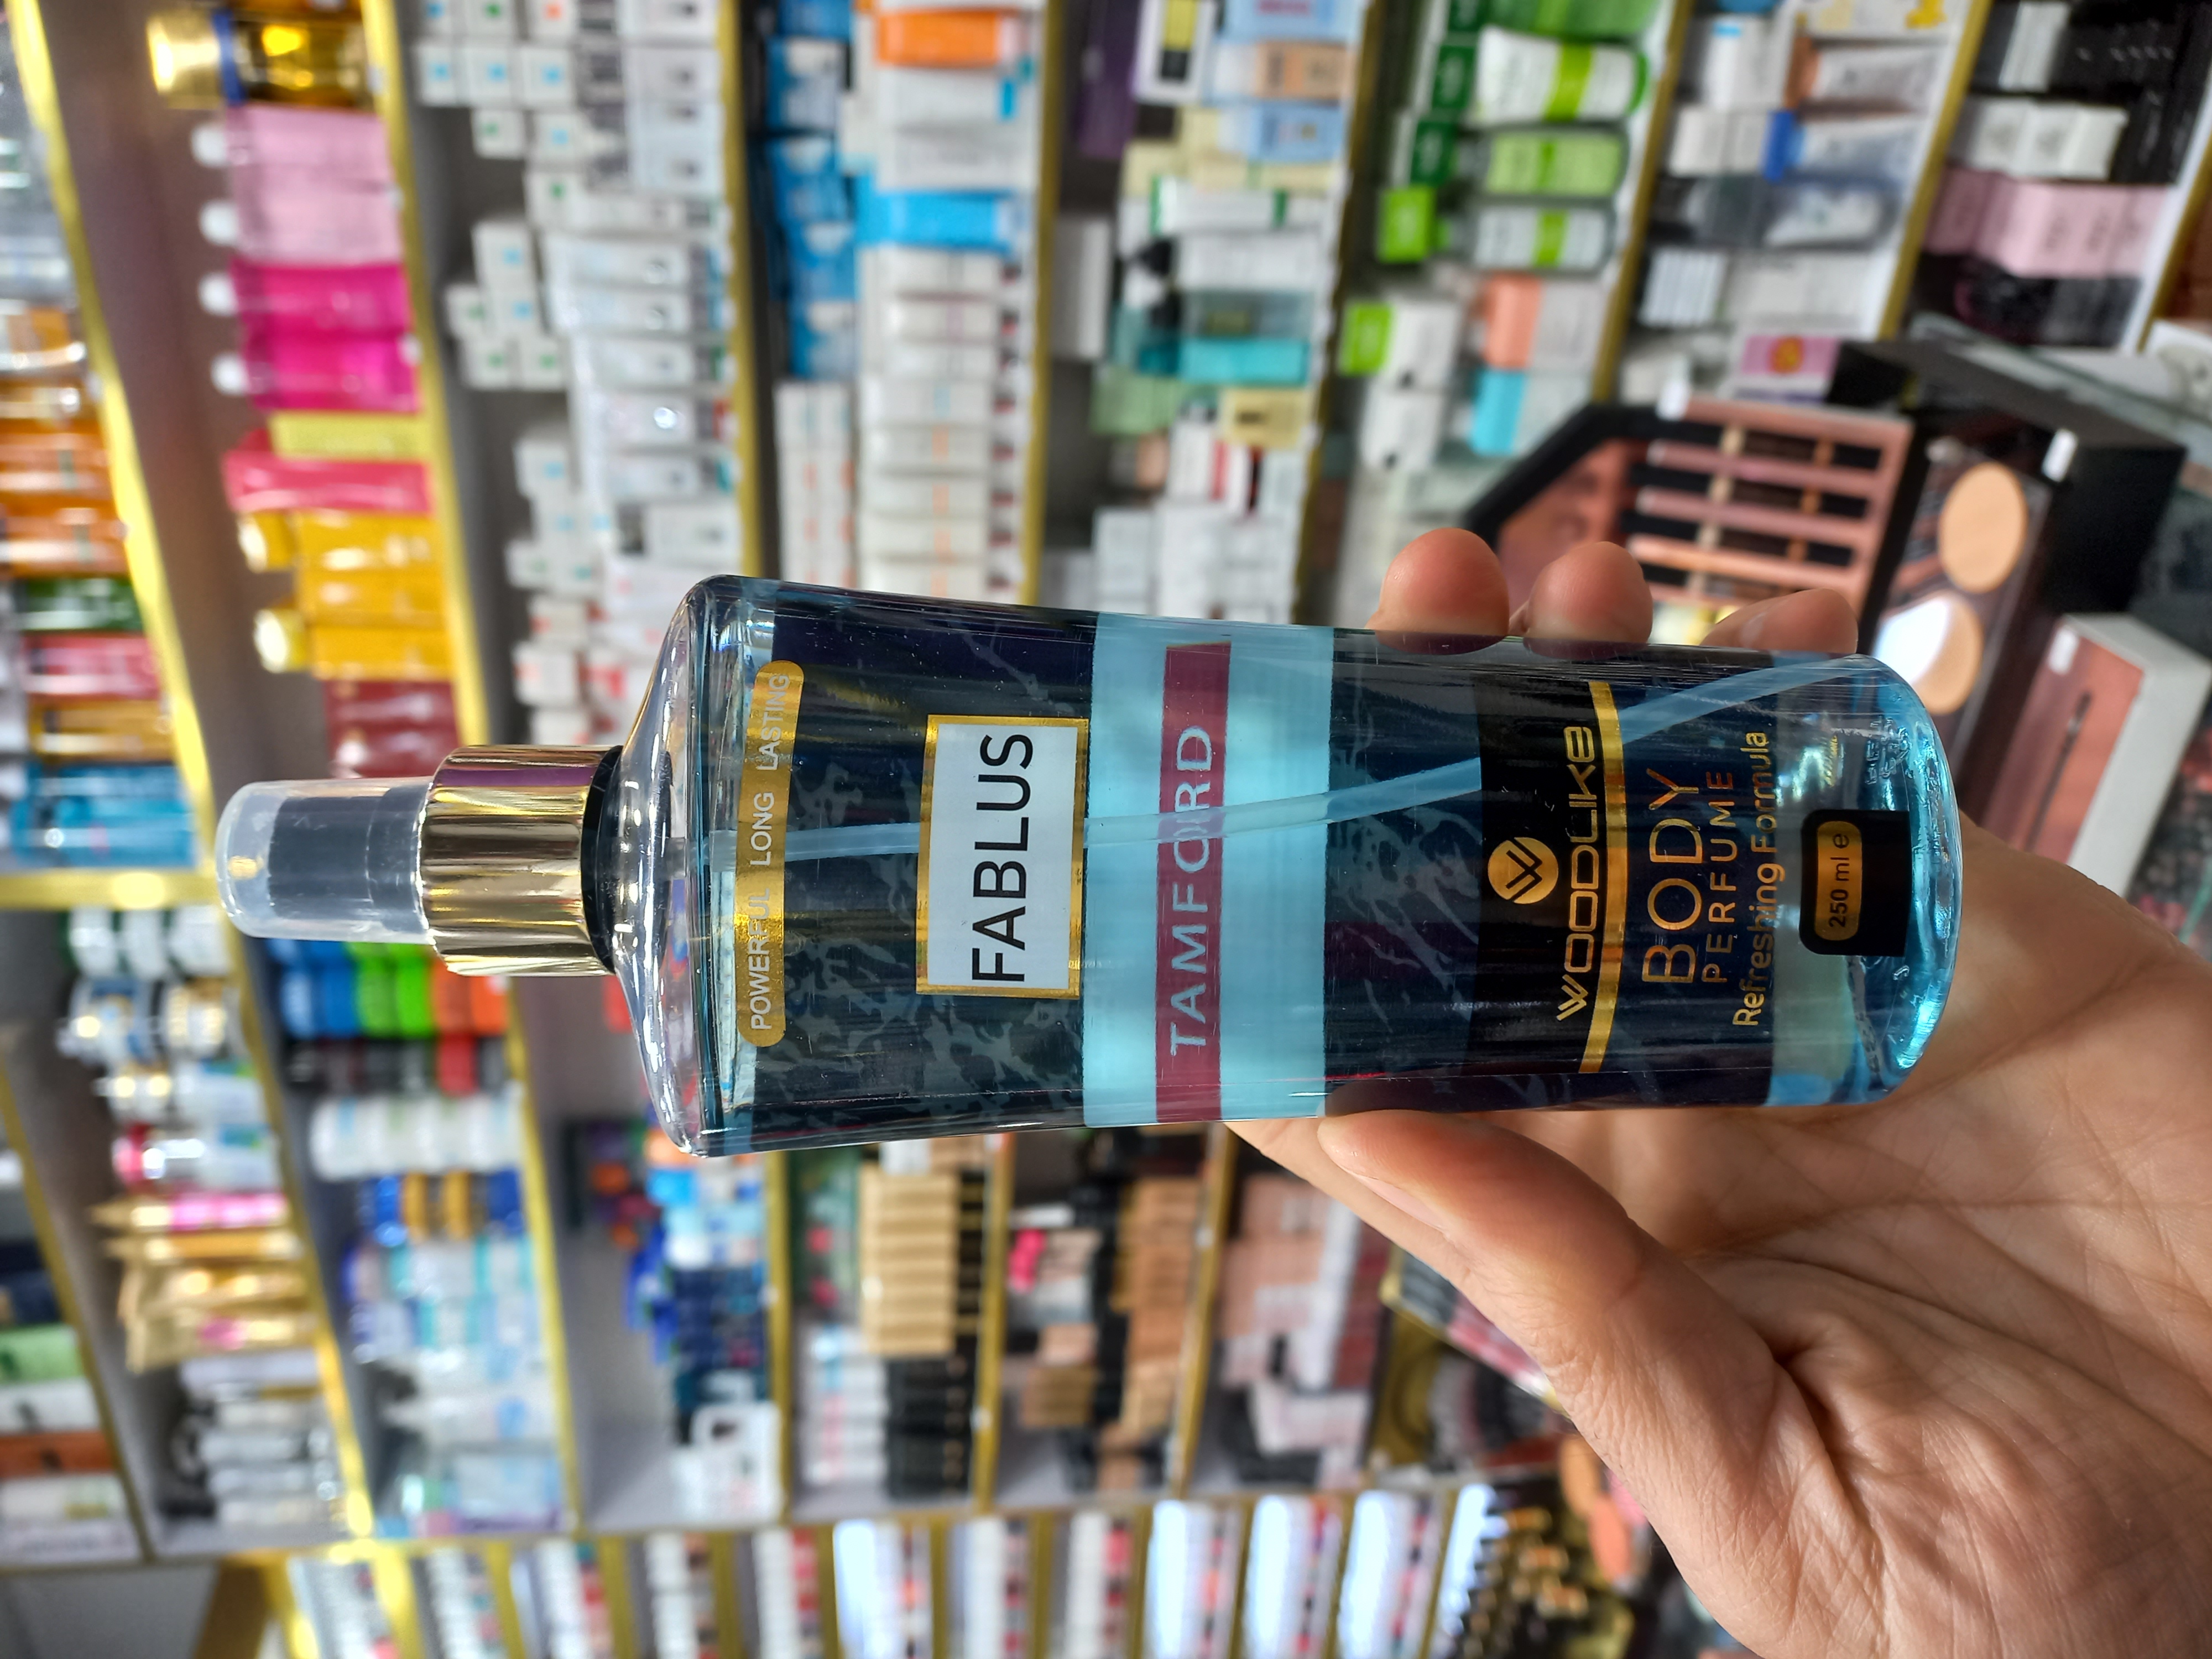 POWERFUL LONG LASTING
FABLUS
TAMFORD
WOODLIKE
BODY
PERFUME
Refreshing Formula
250 ml e